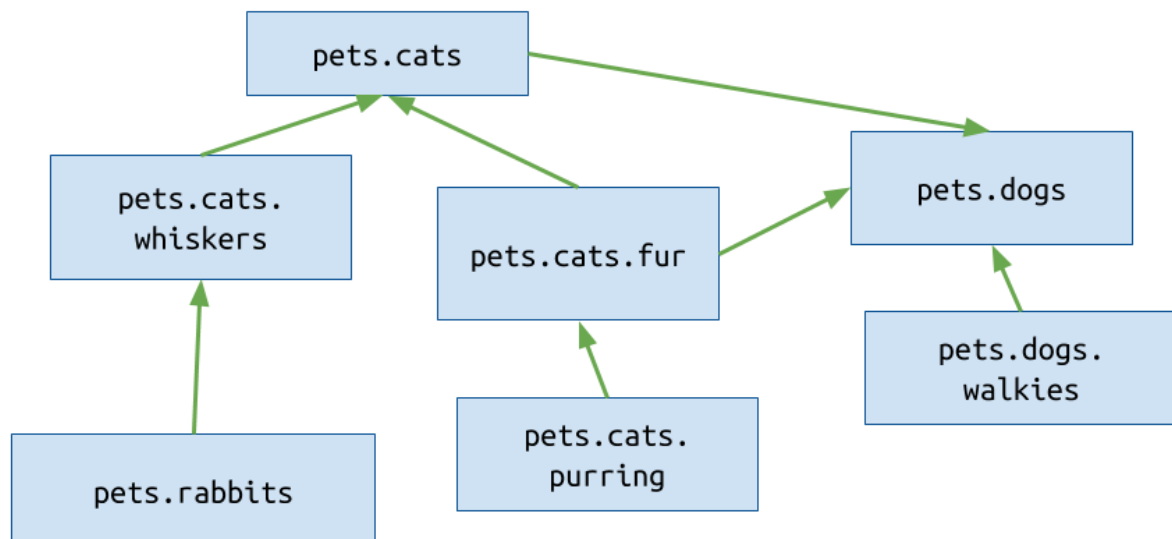 pets.cats
pets.dogs
pets.cats.
whiskers
pets.cats.fur
pets.dogs.
walkies
pets.cats.
purring
pets.rabbits